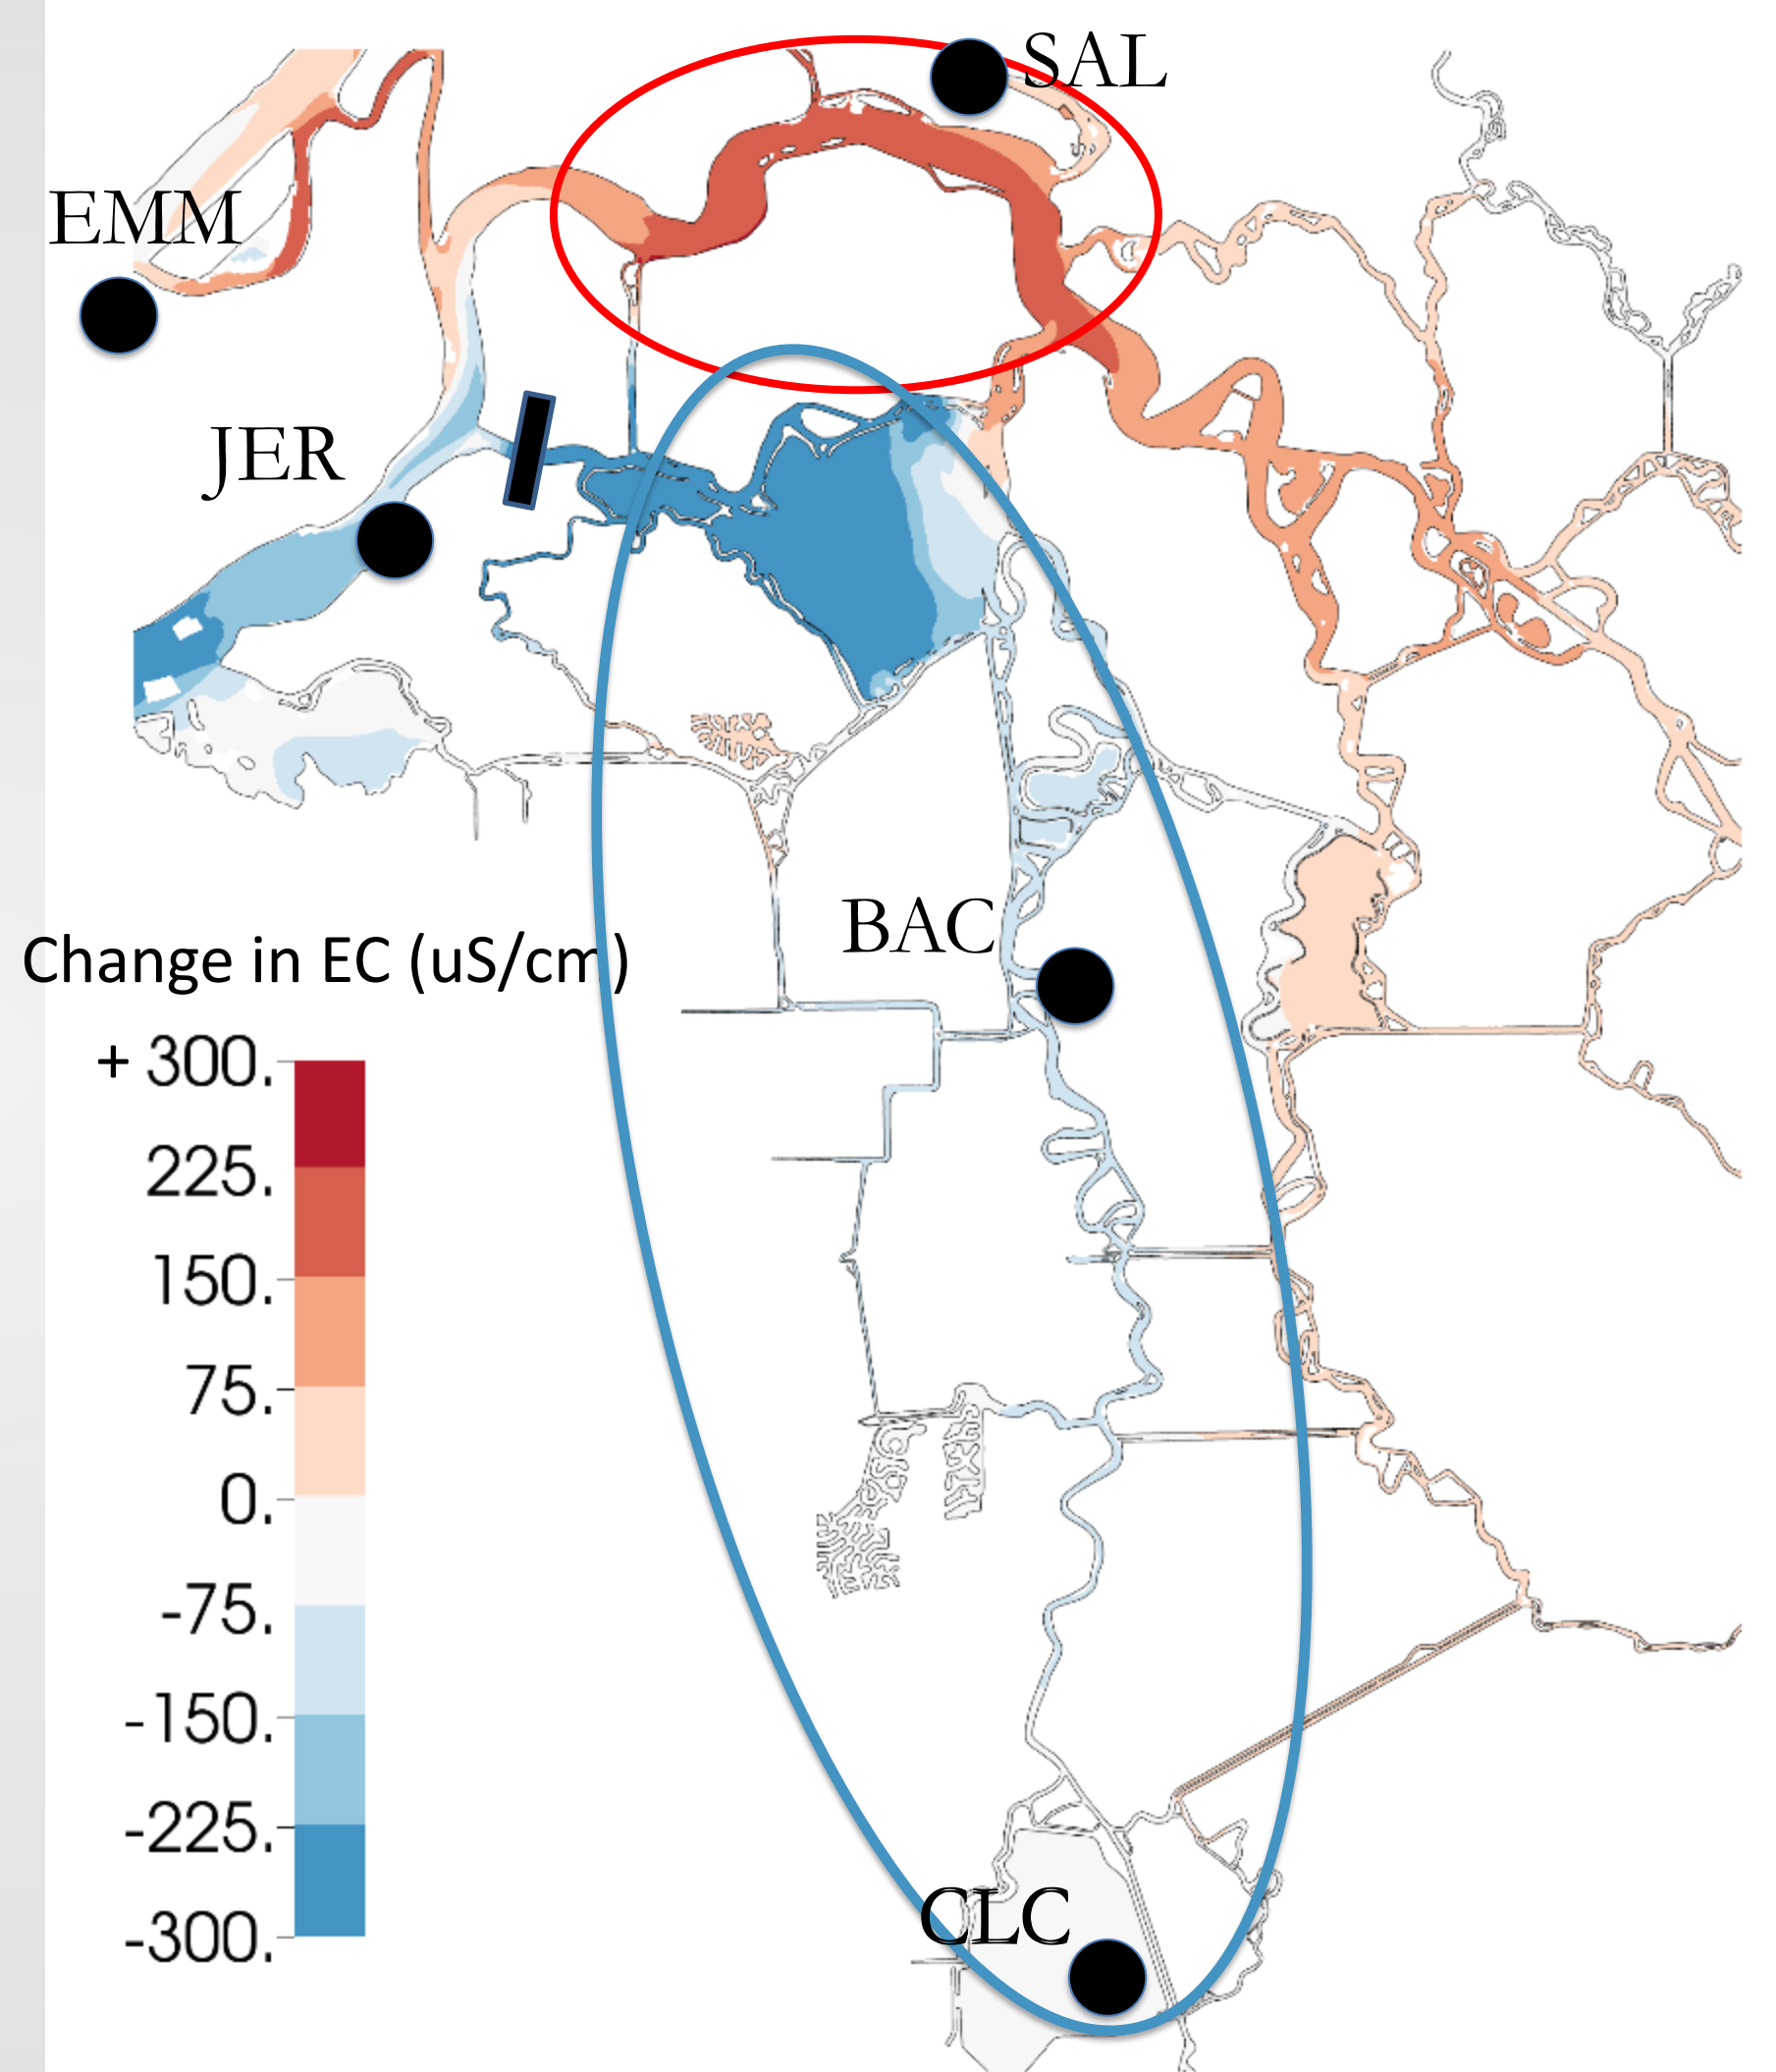 SAL
EMM
JER
BAC
Change in EC (uS/cm)
+ 300.
225.
150.
75.
0.
-75.
-150.
-225.
-300.
CLC